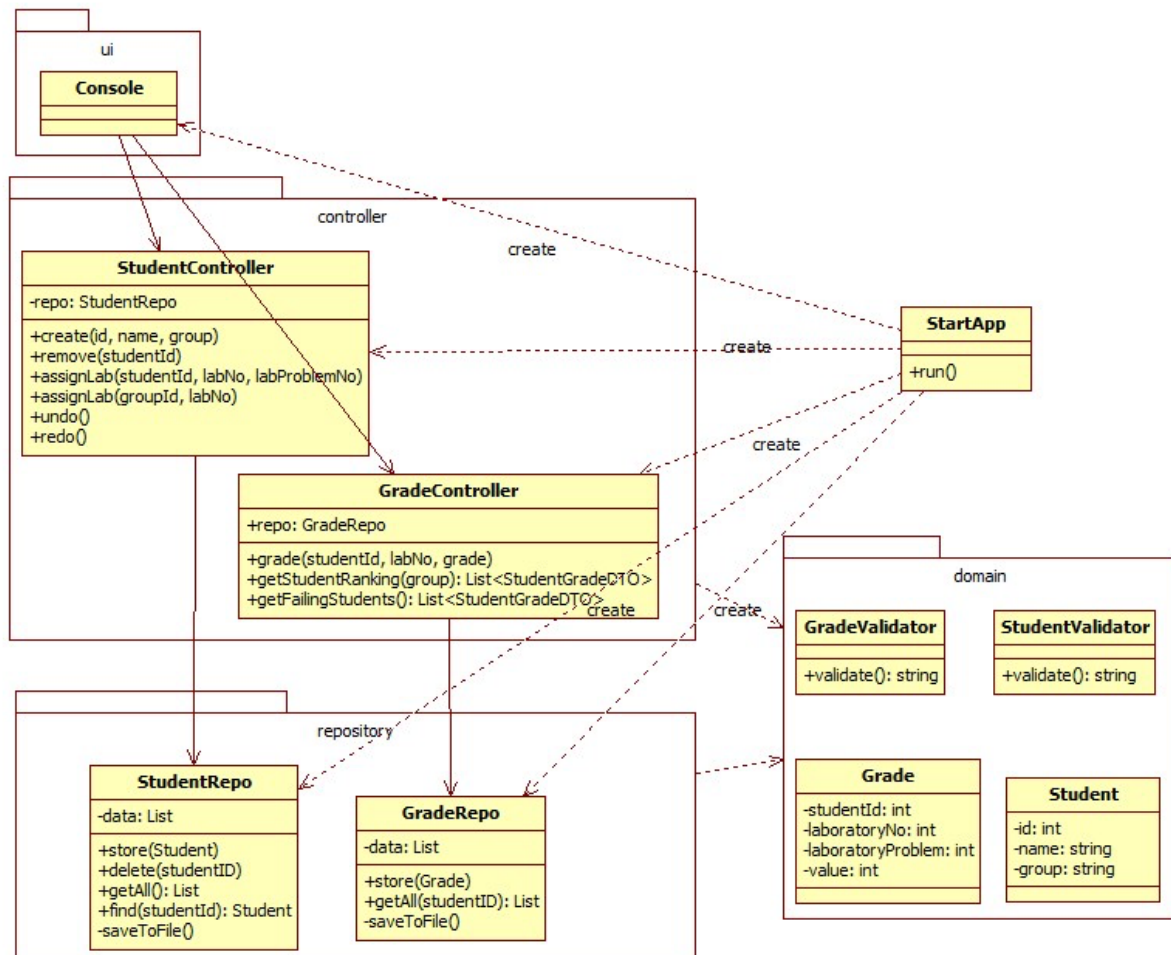 ui
Console
controller
create
StudentController
-repo: StudentRepo
+create(id, name, group)
+remove(studentId)
+assignLab(studentId, labNo, labProblemNo)
+assignLab(groupId, labNo)
+undo()
+redo()
create
StartApp
+run()
create
GradeController
+repo: GradeRepo
+grade(studentId, labNo, grade)
+getStudentRanking(group): List<StudentGradeDTO>
+getFailingStudents(): List<StudentGradeDTO>
create
create
domain
GradeValidator
+validate(): string
StudentValidator
+validate(): string
repository
StudentRepo
-data: List
+store(Student)
+delete(studentID)
+getAll(): List
+find(studentId): Student
-saveToFile()
GradeRepo
-data: List
+store(Grade)
+getAll(studentID): List
-saveToFile()
Grade
-studentId: int
-laboratoryNo: int
-laboratoryProblem: int
-value: int
Student
-id: int
-name: string
-group: string